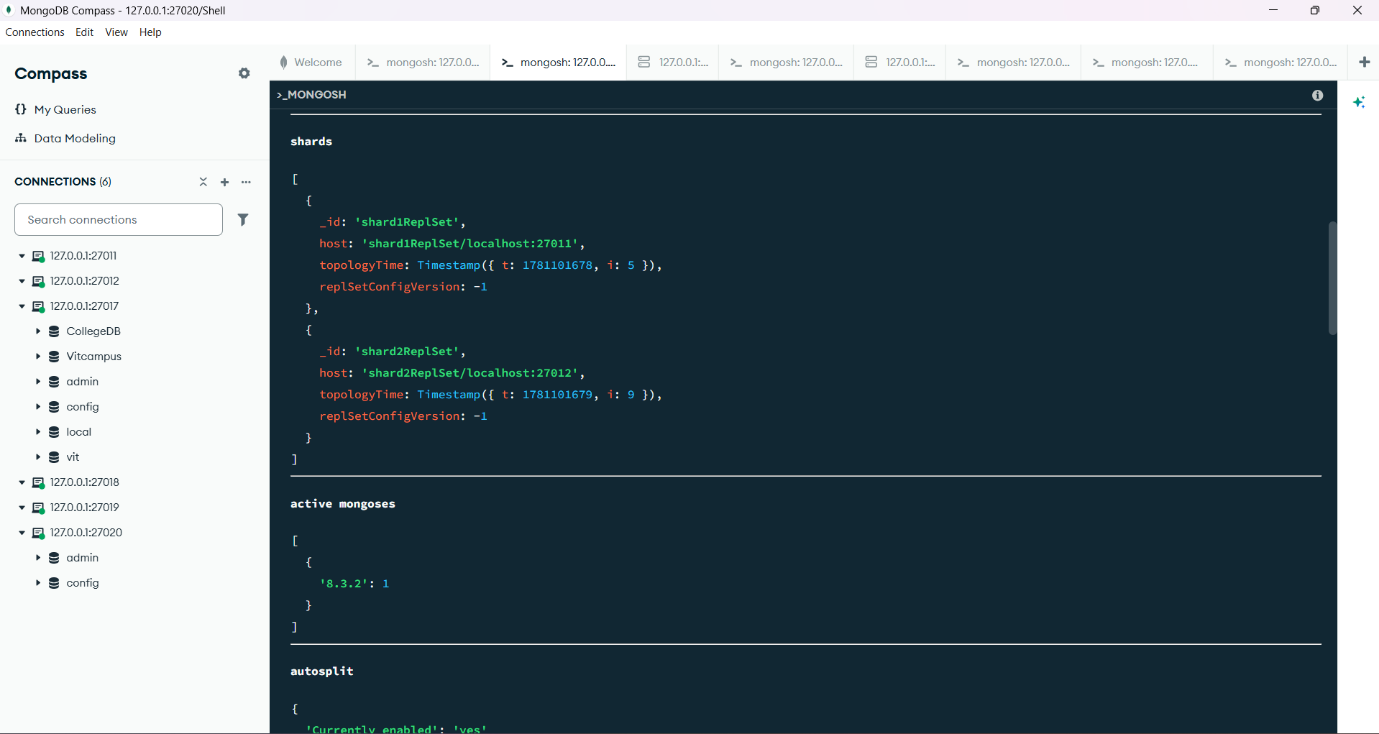 MongoDB Compass - 127.0.0.1:27020/Shell
Connections Edit View Help
Compass
My Queries
Data Modeling
CONNECTIONS (6)
Search connections
127.0.0.1:27011
127.0.0.1:27012
127.0.0.1:27017
CollegeDB
Vitcampus
admin
config
local
vit
127.0.0.1:27018
127.0.0.1:27019
127.0.0.1:27020
admin
config
Welcome
>_ mongosh: 127.0.0...
>_ mongosh: 127.0.0....
127.0.0.1:...
>_ mongosh: 127.0.0...
127.0.0.1:...
>_ mongosh: 127.0.0...
>_ mongosh: 127.0.0....
>_ mongosh: 127.0.0...
>_MONGOSH
shards
[
{
_id: 'shard1ReplSet',
host: 'shard1ReplSet/localhost:27011',
topologyTime: Timestamp({ t: 1781101678, i: 5 }),
replSetConfigVersion: -1
},
{
_id: 'shard2ReplSet',
host: 'shard2ReplSet/localhost:27012',
topologyTime: Timestamp({ t: 1781101679, i: 9 }),
replSetConfigVersion: -1
}
]
active mongoses
[
{
'8.3.2': 1
}
]
autosplit
{
'Currently enabled': 'yes'